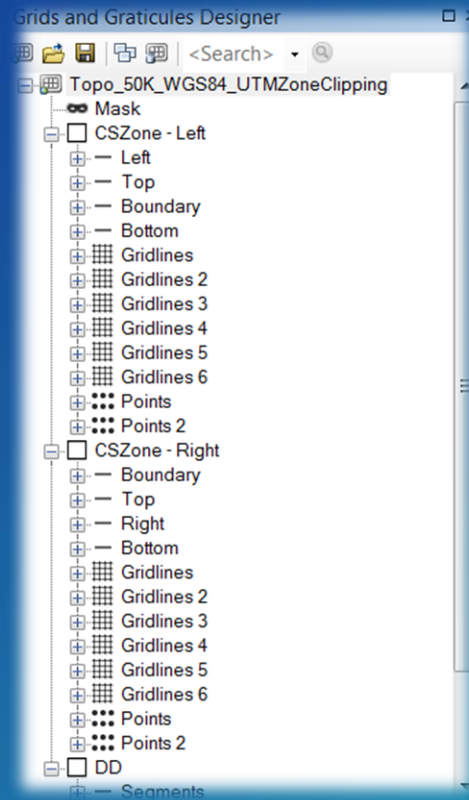 Grids and Graticules Designer
<Search>
Topo_50K_WGS84_UTMZoneClipping
Mask
CSZone - Left
Left
Top
Boundary
Bottom
Gridlines
Gridlines 2
Gridlines 3
Gridlines 4
Gridlines 5
Gridlines 6
Points
Points 2
CSZone - Right
Boundary
Top
Right
Bottom
Gridlines
Gridlines 2
Gridlines 3
Gridlines 4
Gridlines 5
Gridlines 6
Points
Points 2
DD
Segments